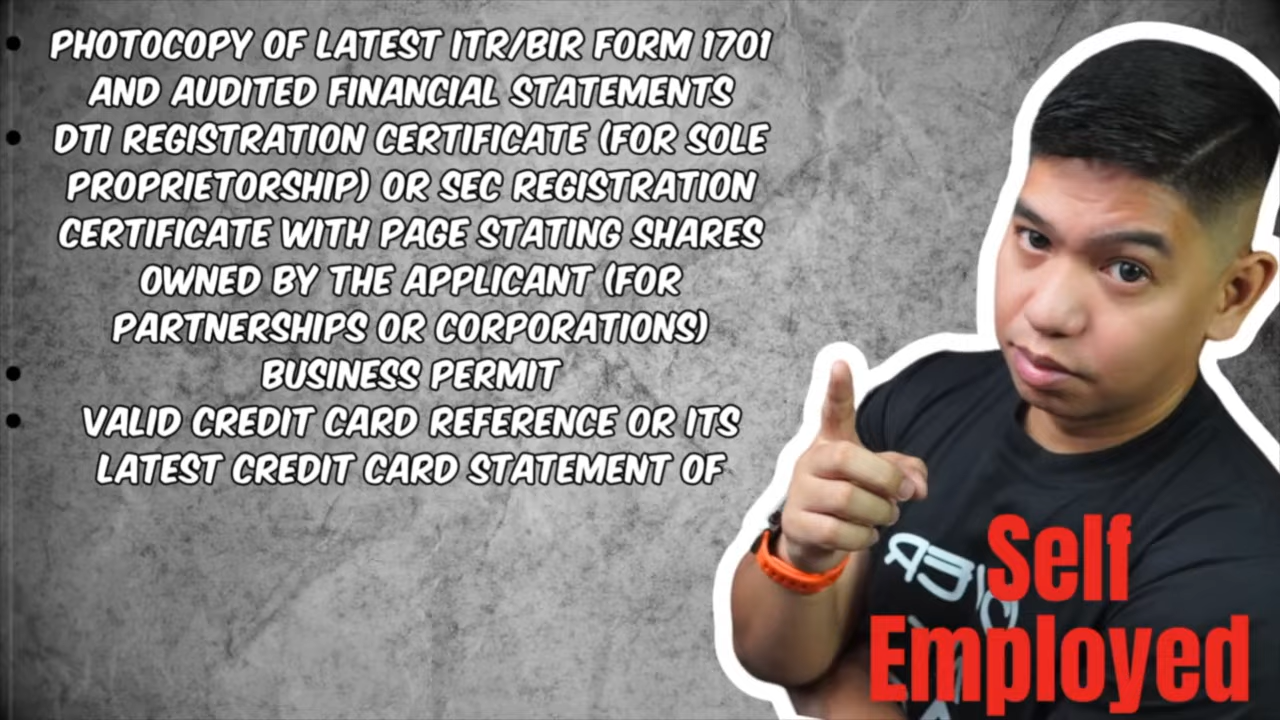 PHOTOCOPY OF LATEST ITR/BIR FORM 1701
AND AUDITED FINANCIAL STATEMENTS
DTI REGISTRATION CERTIFICATE (FOR SOLE
PROPRIETORSHIP) OR SEC REGISTRATION
CERTIFICATE WITH PAGE STATING SHARES
OWNED BY THE APPLICANT (FOR
PARTNERSHIPS OR CORPORATIONS)
BUSINESS PERMIT
VALID CREDIT CARD REFERENCE OR ITS
LATEST CREDIT CARD STATEMENT OF
Self
Employed